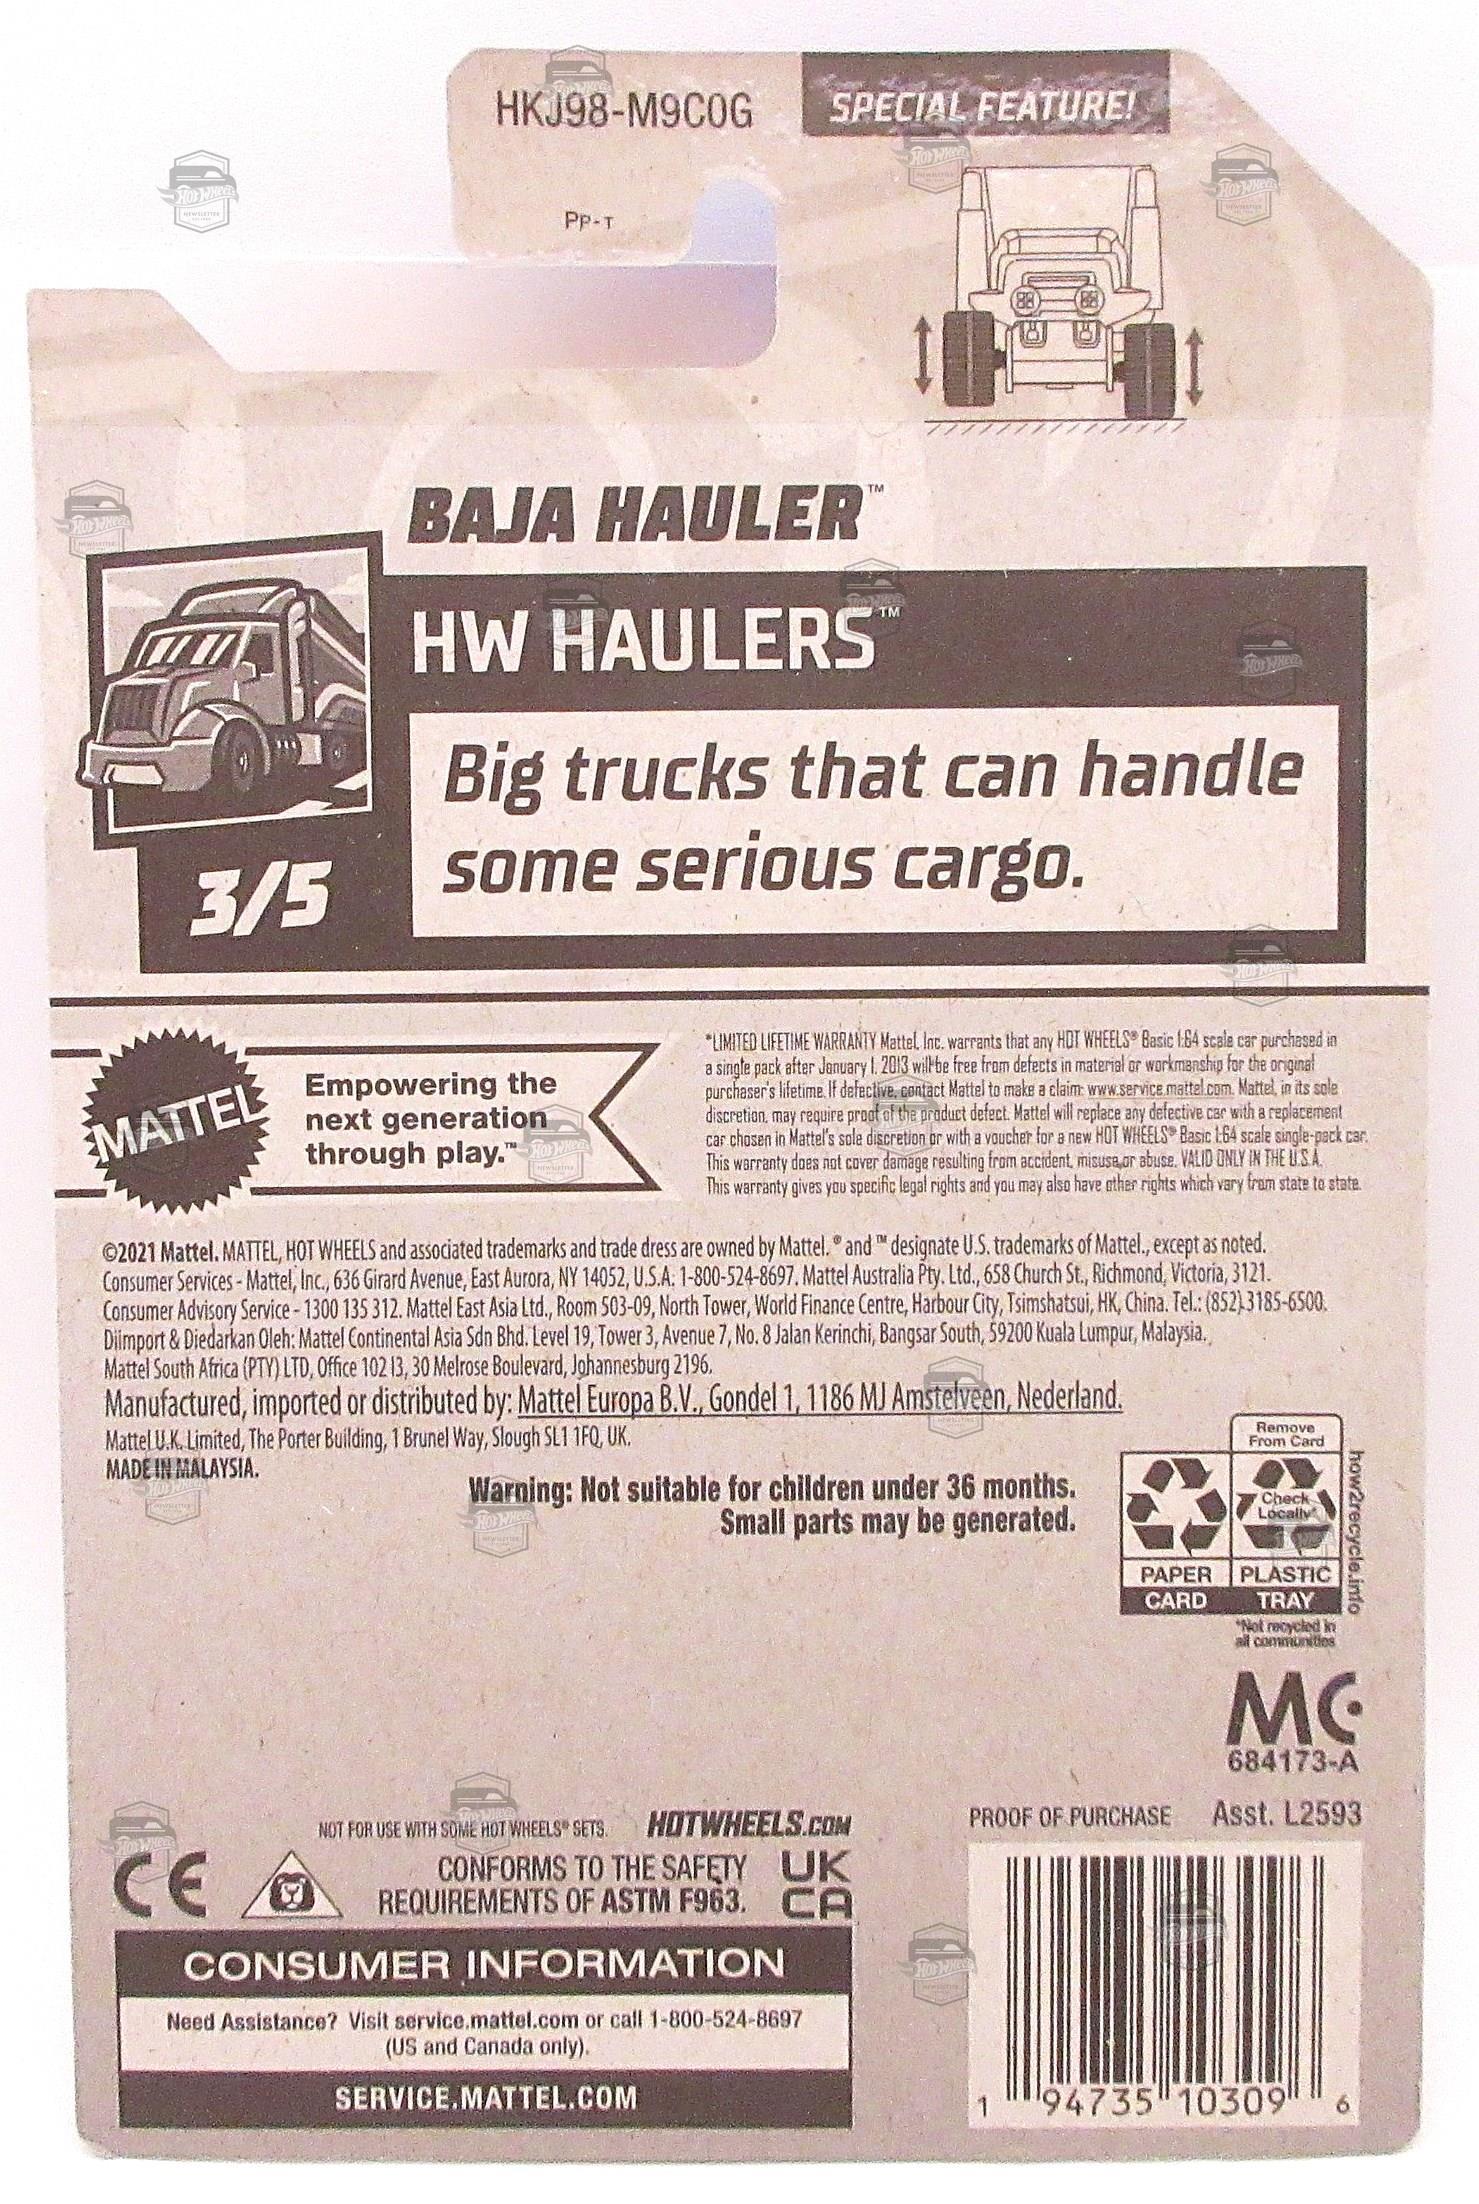 HKJ98-M9C0G
SPECIAL FEATURE!
PP-T
BAJA HAULER™
HW HAULERS™
Big trucks that can handle
some serious cargo.
3/5
MATTEL
Empowering the
next generation
through play.™
*LIMITED LIFETIME WARRANTY Mattel, Inc. warrants that any HOT WHEELS® Basic 1:64 scale car purchased in
a single pack after January 1, 2013 will be free from defects in material or workmanship for the original
purchaser's lifetime. If defective, contact Mattel to make a claim: www.service.mattel.com. Mattel, in its sole
discretion, may require proof of the product defect. Mattel will replace any defective car with a replacement
car chosen in Mattel's sole discretion or with a voucher for a new HOT WHEELS® Basic 1:64 scale single-pack car.
This warranty does not cover damage resulting from accident, misuse, or abuse. VALID ONLY IN THE U.S.A.
This warranty gives you specific legal rights and you may also have other rights which vary from state to state.
©2021 Mattel. MATTEL, HOT WHEELS and associated trademarks and trade dress are owned by Mattel. ® and ™ designate U.S. trademarks of Mattel., except as noted.
Consumer Services - Mattel, Inc., 636 Girard Avenue, East Aurora, NY 14052, U.S.A. 1-800-524-8697. Mattel Australia Pty. Ltd., 658 Church St., Richmond, Victoria, 3121.
Consumer Advisory Service - 1300 135 312. Mattel East Asia Ltd., Room 503-09, North Tower, World Finance Centre, Harbour City, Tsimshatsui, HK, China. Tel.: (852) 3185-6500.
Diimport & Diedarkan Oleh: Mattel Continental Asia Sdn Bhd. Level 19, Tower 3, Avenue 7, No. 8 Jalan Kerinchi, Bangsar South, 59200 Kuala Lumpur, Malaysia.
Mattel South Africa (PTY) LTD, Office 102 I3, 30 Melrose Boulevard, Johannesburg 2196.
Manufactured, imported or distributed by: Mattel Europa B.V., Gondel 1, 1186 MJ Amstelveen, Nederland.
Mattel U.K. Limited, The Porter Building, 1 Brunel Way, Slough SL1 1FQ, UK.
MADE IN MALAYSIA.
Warning: Not suitable for children under 36 months.
Small parts may be generated.
Remove
From Card
Check
Locally*
PAPER
PLASTIC
CARD
TRAY
how2recycle.info
*Not recycled in
all communities
MC
684173-A
NOT FOR USE WITH SOME HOT WHEELS® SETS.
HOTWHEELS.COM
PROOF OF PURCHASE
Asst. L2593
CE
CONFORMS TO THE SAFETY
REQUIREMENTS OF ASTM F963.
UK
CA
CONSUMER INFORMATION
Need Assistance? Visit service.mattel.com or call 1-800-524-8697
(US and Canada only).
SERVICE.MATTEL.COM
1 94735 10309 6